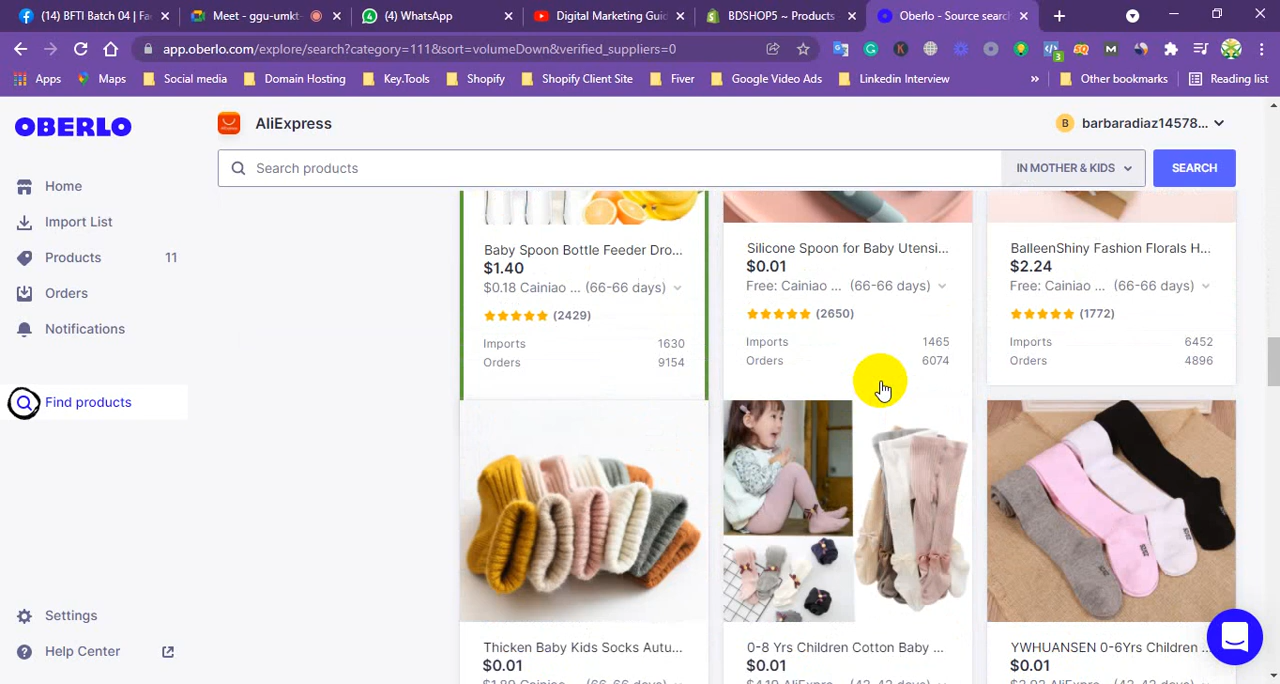 (14) BFTI Batch 04 | Fa
Meet - ggu-umkt-
(4) WhatsApp
Digital Marketing Gui
BDSHOP5 ~ Products
Oberlo - Source search
app.oberlo.com/explore/search?category=111&sort=volumeDown&verified_suppliers=0
Apps
Maps
Social media
Domain Hosting
Key.Tools
Shopify
Shopify Client Site
Fiver
Google Video Ads
Linkedin Interview
»
Other bookmarks
Reading list
OBERLO
AliExpress
B
barbaradiaz14578...
Search products
IN MOTHER & KIDS
SEARCH
Home
Import List
Products 11
Orders
Notifications
Find products
Settings
Help Center
Baby Spoon Bottle Feeder Dro...
$1.40
$0.18 Cainiao ... (66-66 days)
(2429)
Imports 1630
Orders 9154
Silicone Spoon for Baby Utensi...
$0.01
Free: Cainiao ... (66-66 days)
(2650)
Imports 1465
Orders 6074
BalleenShiny Fashion Florals H...
$2.24
Free: Cainiao ... (66-66 days)
(1772)
Imports 6452
Orders 4896
Thicken Baby Kids Socks Autu...
$0.01
0-8 Yrs Children Cotton Baby ...
$0.01
YWHUANSEN 0-6Yrs Children ...
$0.01